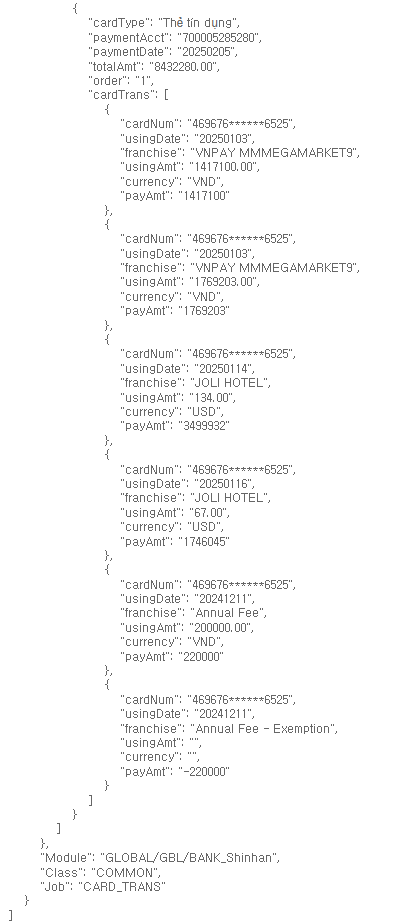 {
"cardType": "Thẻ tín dụng",
"paymentAcct": "700005285280",
"paymentDate": "20250205",
"totalAmt": "8432280.00",
"order": "1",
"cardTrans": [
{
"cardNum": "469676******6525",
"usingDate": "20250103",
"franchise": "VNPAY MMMEGAMARKET9",
"usingAmt": "1417100.00",
"currency": "VND",
"payAmt": "1417100"
},
{
"cardNum": "469676******6525",
"usingDate": "20250103",
"franchise": "VNPAY MMMEGAMARKET9",
"usingAmt": "1769203.00",
"currency": "VND",
"payAmt": "1769203"
},
{
"cardNum": "469676******6525",
"usingDate": "20250114",
"franchise": "JOLI HOTEL",
"usingAmt": "134.00",
"currency": "USD",
"payAmt": "3499932"
},
{
"cardNum": "469676******6525",
"usingDate": "20250116",
"franchise": "JOLI HOTEL",
"usingAmt": "67.00",
"currency": "USD",
"payAmt": "1746045"
},
{
"cardNum": "469676******6525",
"usingDate": "20241211",
"franchise": "Annual Fee",
"usingAmt": "200000.00",
"currency": "VND",
"payAmt": "220000"
},
{
"cardNum": "469676******6525",
"usingDate": "20241211",
"franchise": "Annual Fee - Exemption",
"usingAmt": "",
"currency": "",
"payAmt": "-220000"
}
]
}
]
},
"Module": "GLOBAL/GBL/BANK_Shinhan",
"Class": "COMMON",
"Job": "CARD_TRANS"
}
]